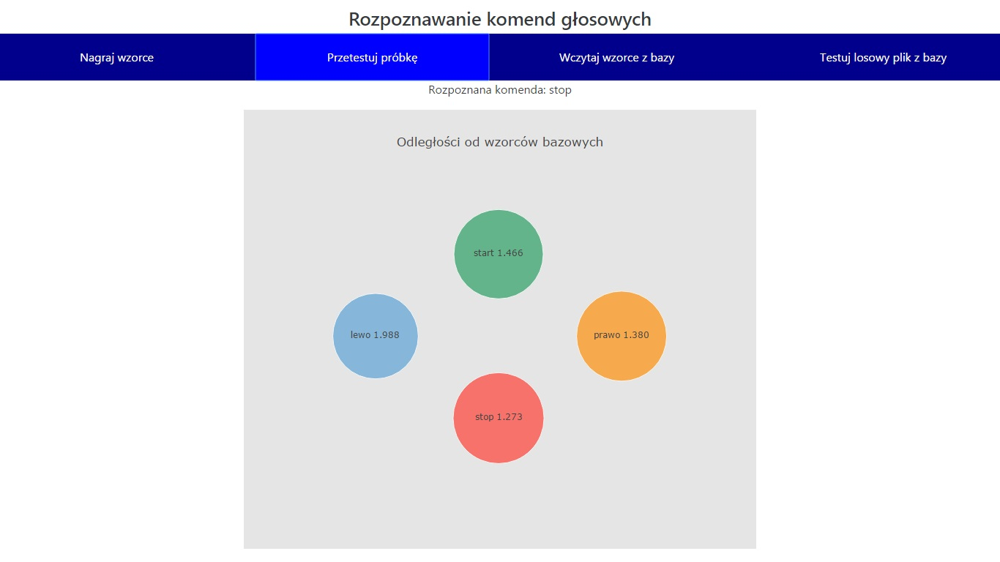 Rozpoznawanie komend głosowych
Nagraj wzorce
Przetestuj próbkę
Wczytaj wzorce z bazy
Testuj losowy plik z bazy
Rozpoznana komenda: stop
Odległości od wzorców bazowych
start 1.466
lewo 1.988
prawo 1.380
stop 1.273